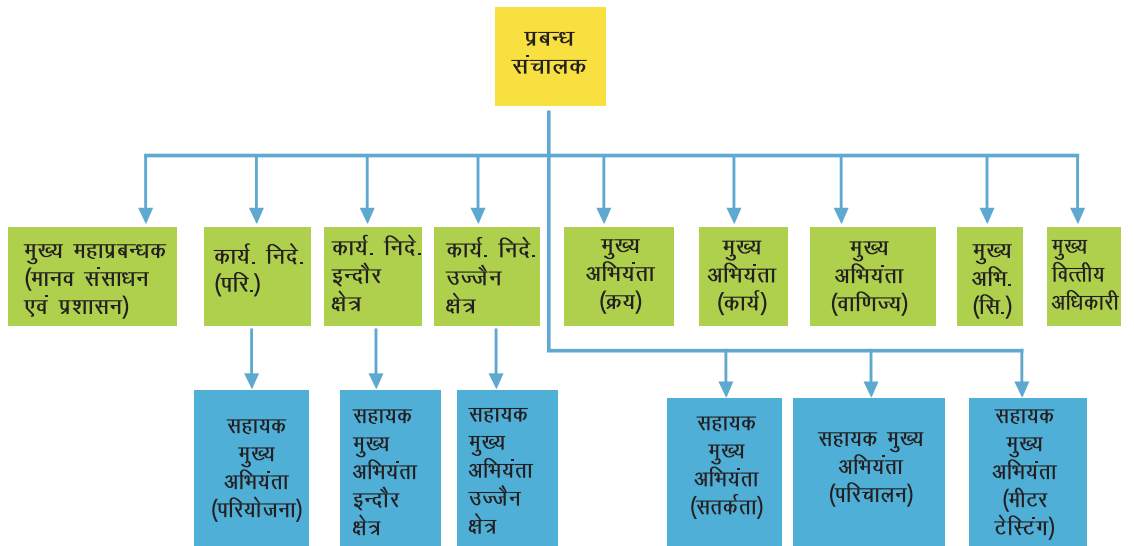 प्रबन्ध
संचालक
मुख्य महाप्रबन्धक
(मानव संसाधन
एवं प्रशासन)
कार्य. निदे.
(परि.)
कार्य. निदे.
इन्दौर
क्षेत्र
कार्य. निदे.
उज्जैन
क्षेत्र
मुख्य
अभियंता
(क्रय)
मुख्य
अभियंता
(कार्य)
मुख्य
अभियंता
(वाणिज्य)
मुख्य
अभि.
(सि.)
मुख्य
वित्तीय
अधिकारी
सहायक
मुख्य
अभियंता
(परियोजना)
सहायक
मुख्य
अभियंता
इन्दौर
क्षेत्र
सहायक
मुख्य
अभियंता
उज्जैन
क्षेत्र
सहायक
मुख्य
अभियंता
(सतर्कता)
सहायक मुख्य
अभियंता
(परिचालन)
सहायक
मुख्य
अभियंता
(मीटर
टेस्टिंग)